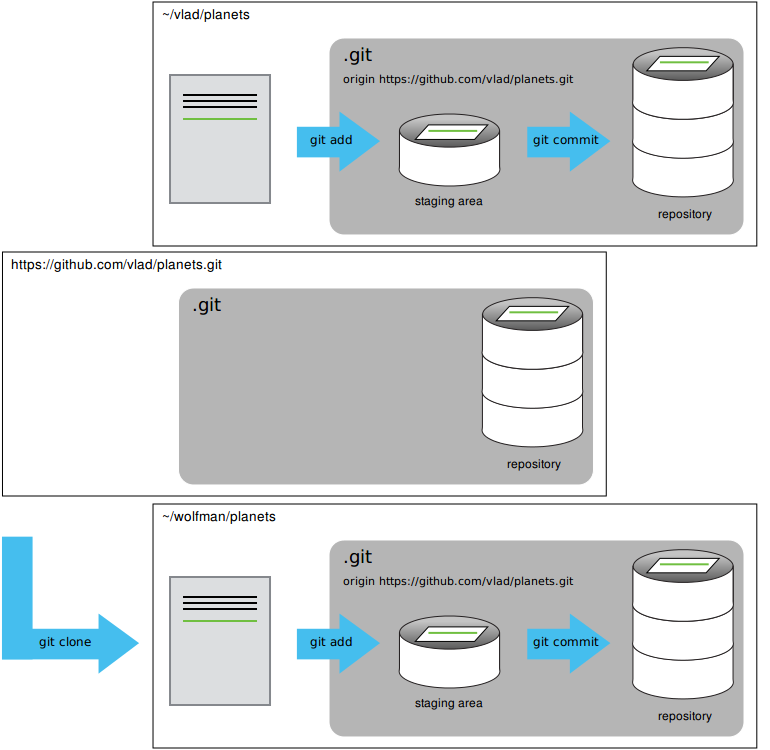 ~/vlad/planets
.git
origin https://github.com/vlad/planets.git
git add
git commit
staging area
repository
https://github.com/vlad/planets.git
.git
repository
~/wolfman/planets
.git
origin https://github.com/vlad/planets.git
git clone
git add
git commit
staging area
repository